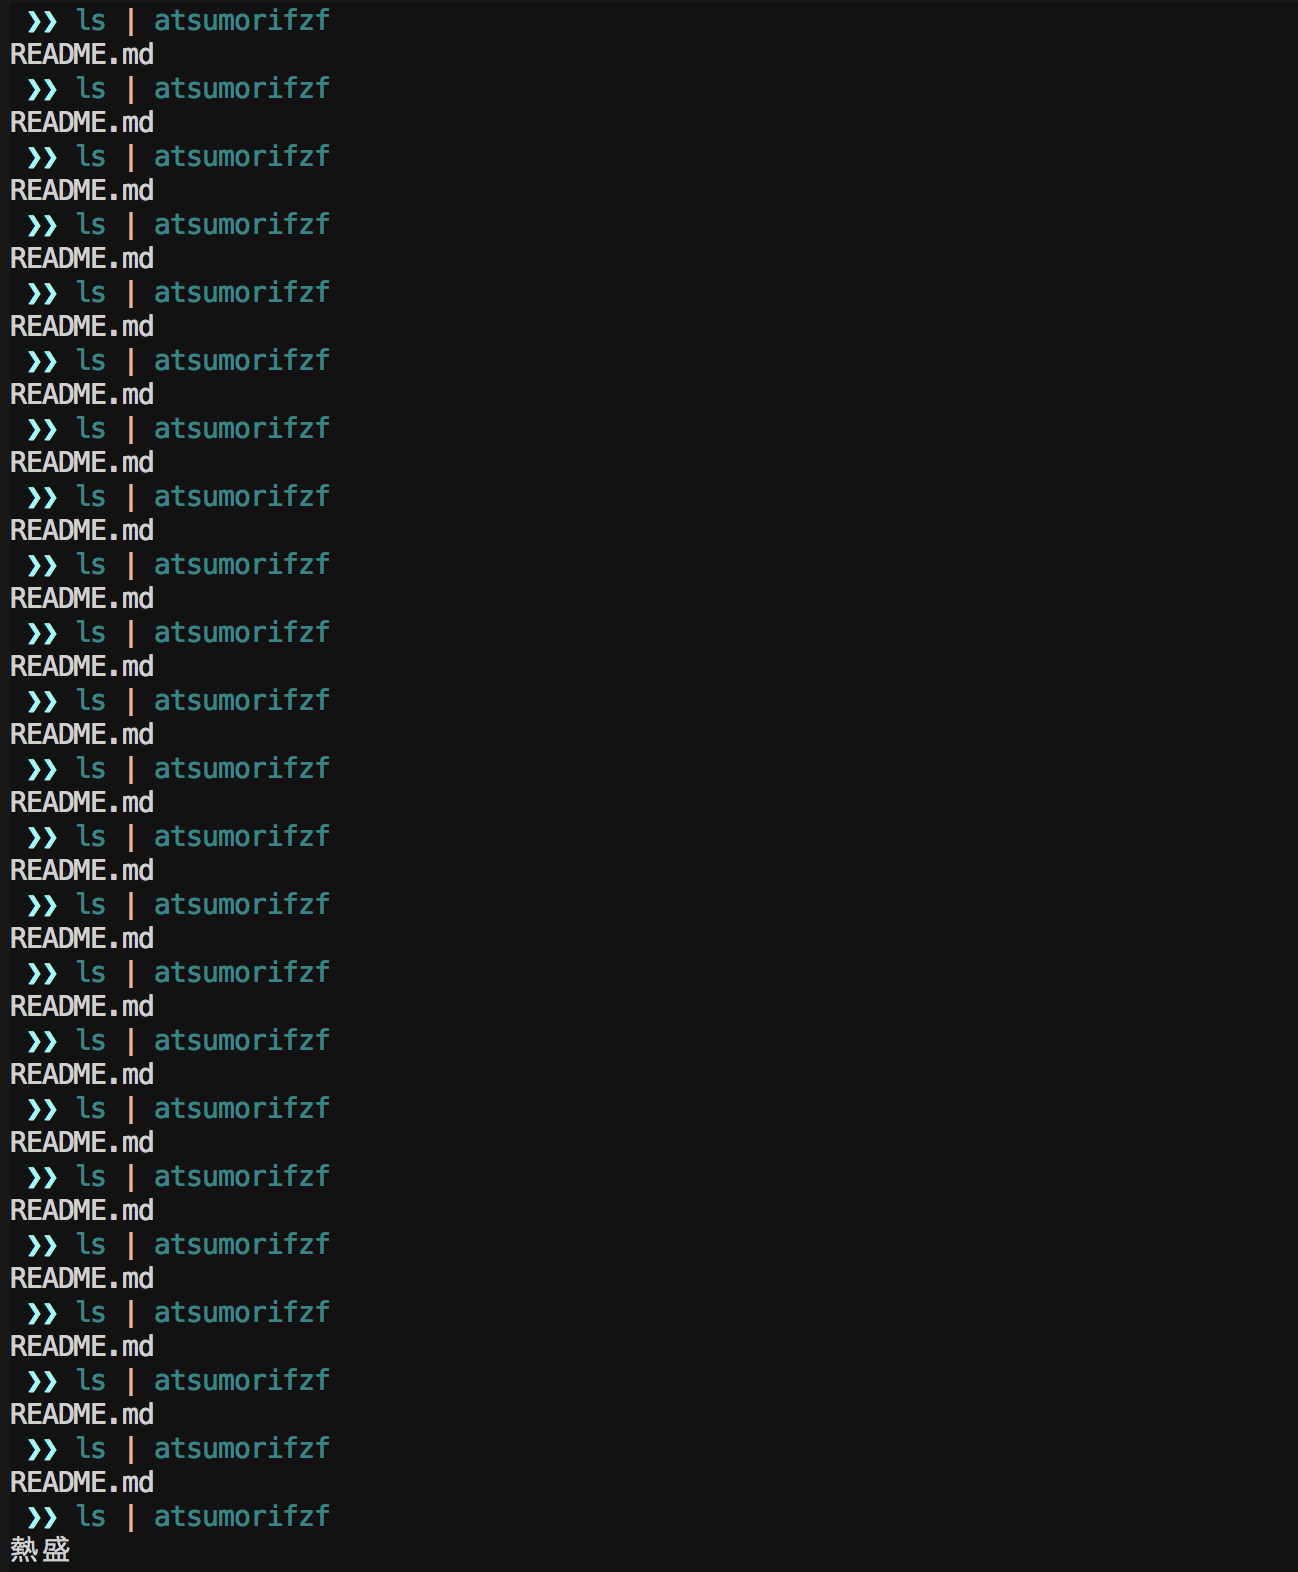 ❯❯ ls | atsumorifzf
README.md
❯❯ ls | atsumorifzf
README.md
❯❯ ls | atsumorifzf
README.md
❯❯ ls | atsumorifzf
README.md
❯❯ ls | atsumorifzf
README.md
❯❯ ls | atsumorifzf
README.md
❯❯ ls | atsumorifzf
README.md
❯❯ ls | atsumorifzf
README.md
❯❯ ls | atsumorifzf
README.md
❯❯ ls | atsumorifzf
README.md
❯❯ ls | atsumorifzf
README.md
❯❯ ls | atsumorifzf
README.md
❯❯ ls | atsumorifzf
README.md
❯❯ ls | atsumorifzf
README.md
❯❯ ls | atsumorifzf
README.md
❯❯ ls | atsumorifzf
README.md
❯❯ ls | atsumorifzf
README.md
❯❯ ls | atsumorifzf
README.md
❯❯ ls | atsumorifzf
README.md
❯❯ ls | atsumorifzf
README.md
❯❯ ls | atsumorifzf
README.md
❯❯ ls | atsumorifzf
README.md
❯❯ ls | atsumorifzf
熱盛